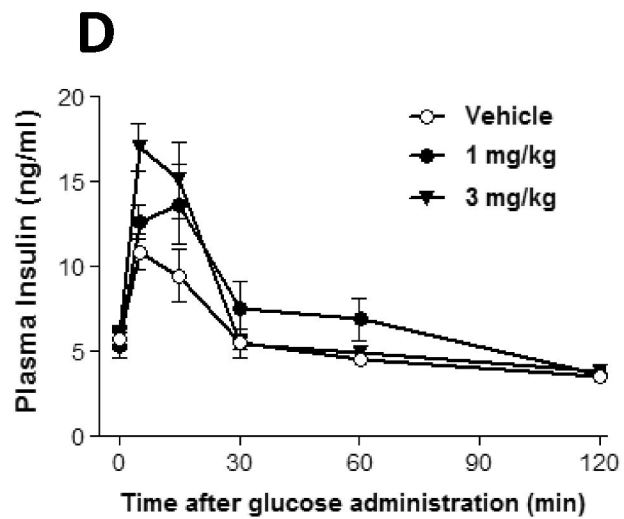 D
Plasma Insulin (ng/ml)
20
15
10
5
0
Vehicle
1 mg/kg
3 mg/kg
0 30 60 90 120
Time after glucose administration (min)